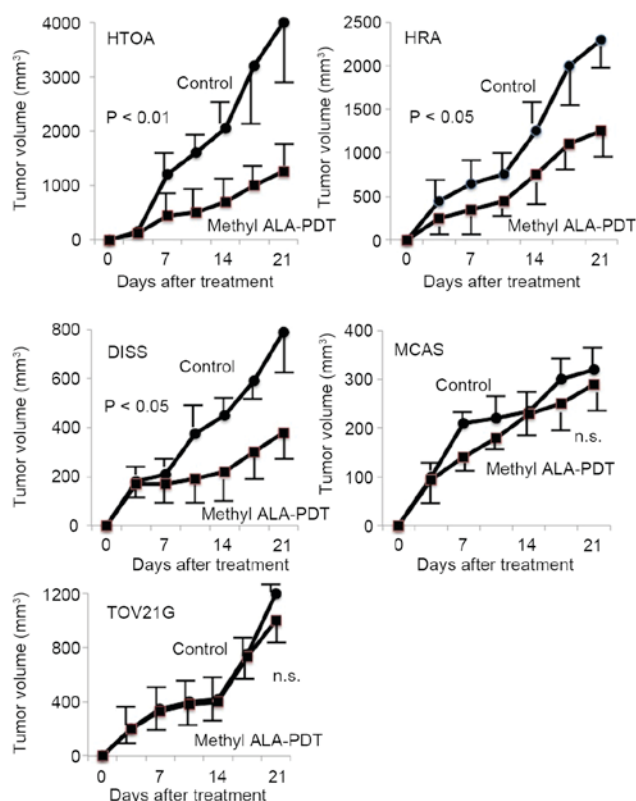 HTOA
Tumor volume (mm³)
4000
3000
2000
1000
0
Control
P < 0.01
Methyl ALA-PDT
0 7 14 21
Days after treatment
HRA
Tumor volume (mm³)
2500
2000
1500
1000
500
0
Control
P < 0.05
Methyl ALA-PDT
0 7 14 21
Days after treatment
DISS
Tumor volume (mm³)
800
600
400
200
0
Control
P < 0.05
Methyl ALA-PDT
0 7 14 21
Days after treatment
MCAS
Tumor volume (mm³)
400
300
200
100
0
Control
n.s.
Methyl ALA-PDT
0 7 14 21
Days after treatment
TOV21G
Tumor volume (mm³)
1200
800
400
0
Control
n.s.
Methyl ALA-PDT
0 7 14 21
Days after treatment